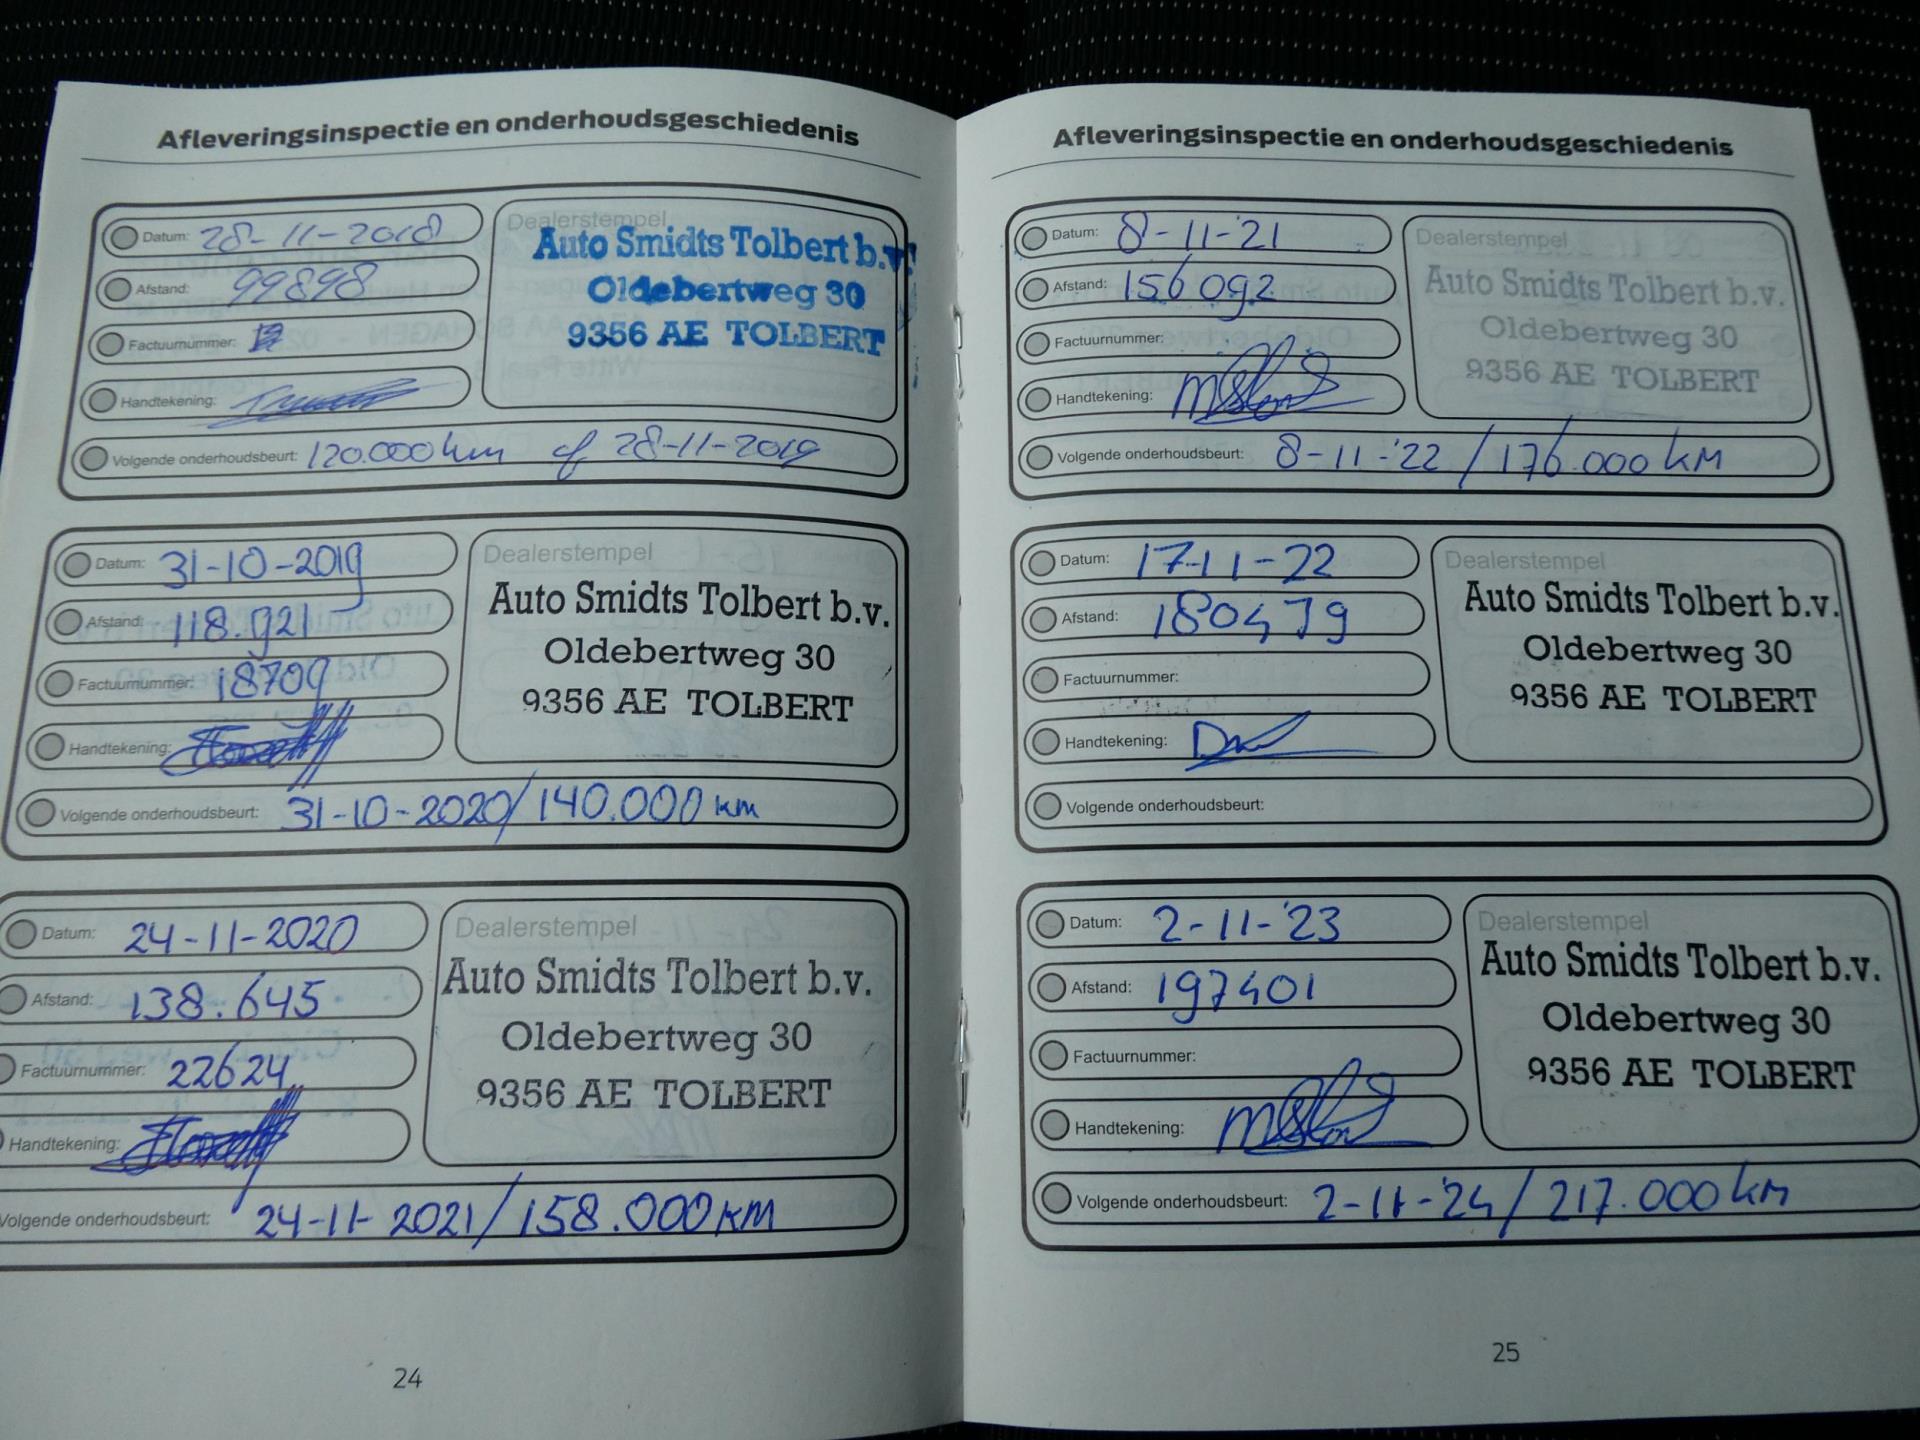 Afleveringsinspectie en onderhoudsgeschiedenis
Datum: 28-11-2018
Afstand: 99898
Factuurnummer:
Handtekening:
Dealerstempel
Auto Smidts Tolbert b.v.
Oldebertweg 30
9356 AE TOLBERT
Volgende onderhoudsbeurt: 120.000 km of 28-11-2019
Datum: 31-10-2019
Afstand: 118.921
Factuurnummer: 18709
Handtekening:
Dealerstempel
Auto Smidts Tolbert b.v.
Oldebertweg 30
9356 AE TOLBERT
Volgende onderhoudsbeurt: 31-10-2020/140.000 km
Datum: 24-11-2020
Afstand: 138.645
Factuurnummer: 22624
Handtekening:
Dealerstempel
Auto Smidts Tolbert b.v.
Oldebertweg 30
9356 AE TOLBERT
Volgende onderhoudsbeurt: 24-11-2021/158.000 KM
24
Afleveringsinspectie en onderhoudsgeschiedenis
Datum: 8-11-'21
Afstand: 156092
Factuurnummer:
Handtekening:
Dealerstempel
Auto Smidts Tolbert b.v.
Oldebertweg 30
9356 AE TOLBERT
Volgende onderhoudsbeurt: 8-11-'22 / 176.000 KM
Datum: 17-11-22
Afstand: 180479
Factuurnummer:
Handtekening:
Dealerstempel
Auto Smidts Tolbert b.v.
Oldebertweg 30
9356 AE TOLBERT
Volgende onderhoudsbeurt:
Datum: 2-11-'23
Afstand: 197401
Factuurnummer:
Handtekening:
Dealerstempel
Auto Smidts Tolbert b.v.
Oldebertweg 30
9356 AE TOLBERT
Volgende onderhoudsbeurt: 2-11-'24 / 217.000 km
25